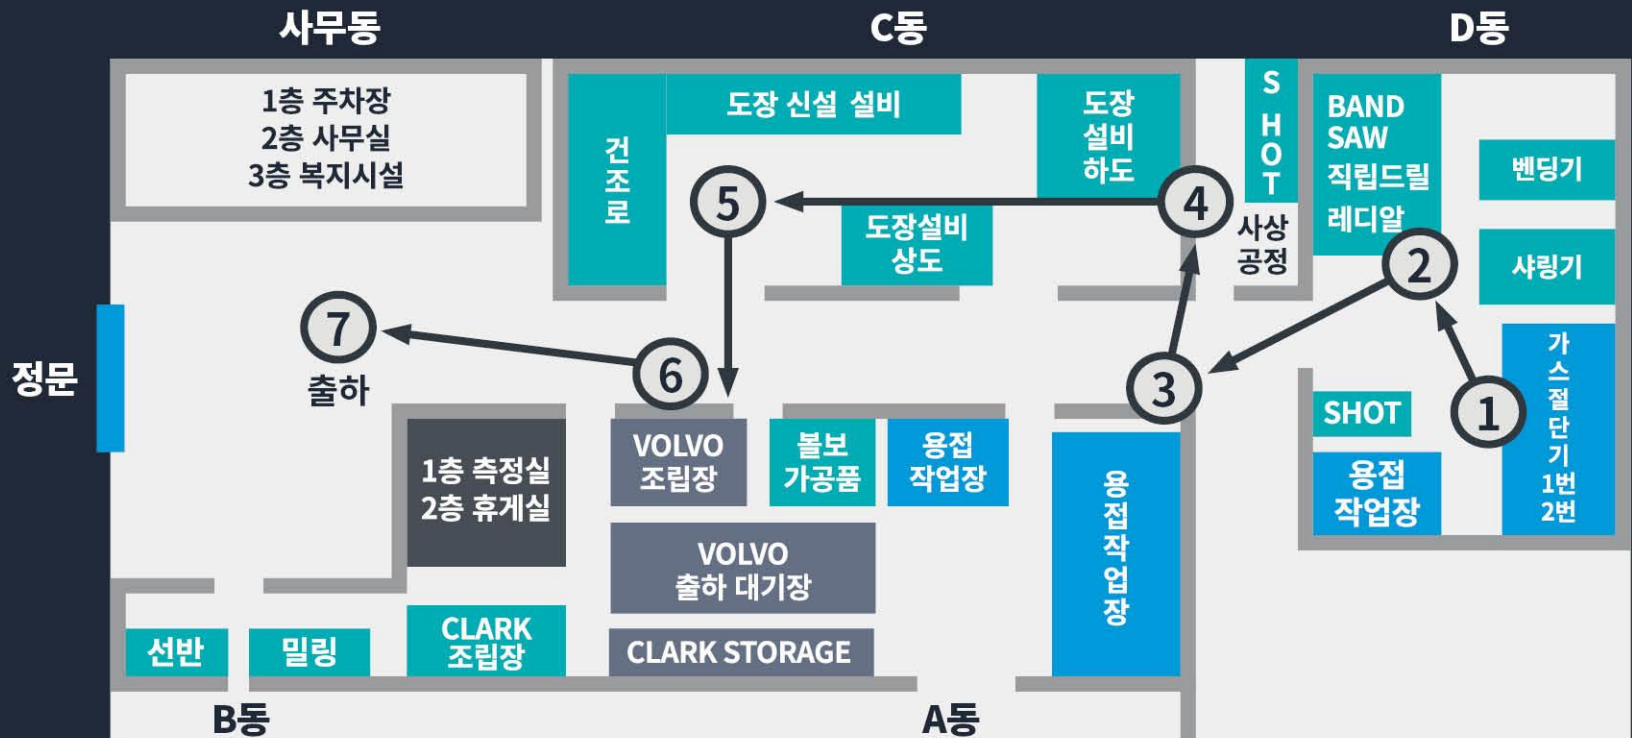 사무동
C동
D동
1층 주차장
2층 사무실
3층 복지시설
건조로
도장 신설 설비
도장
설비
하도
SHOT
사상
공정
BAND
SAW
직립드릴
레디알
벤딩기
샤링기
도장설비
상도
5
4
2
7
출하
6
3
1
정문
가스절단기
1번
2번
SHOT
용접
작업장
1층 측정실
2층 휴게실
VOLVO
조립장
볼보
가공품
용접
작업장
용접작업장
VOLVO
출하 대기장
선반
밀링
CLARK
조립장
CLARK STORAGE
B동
A동